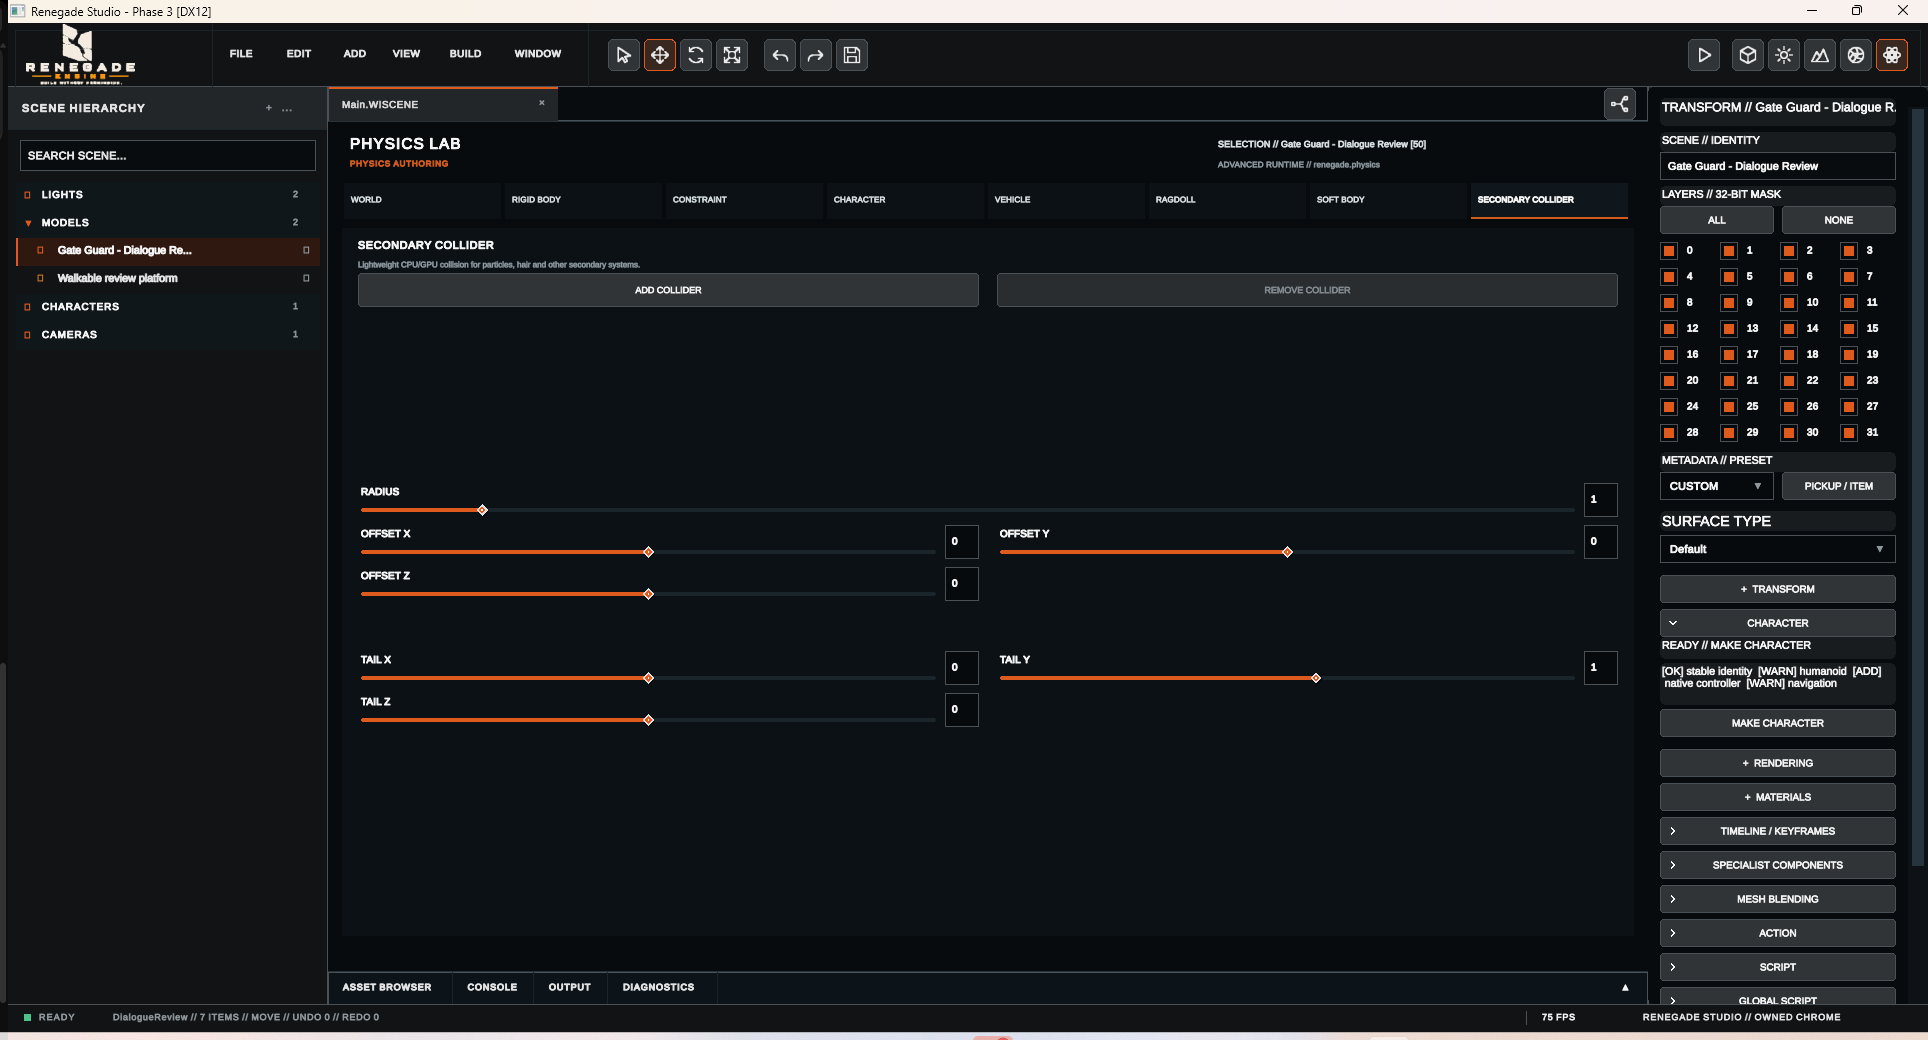 Renegade Studio - Phase 3 [DX12]
RENEGADE
ENGINE
FILE EDIT ADD VIEW BUILD WINDOW
SCENE HIERARCHY + ...
SEARCH SCENE...
LIGHTS 2
MODELS 2
Gate Guard - Dialogue Re...
Walkable review platform
CHARACTERS 1
CAMERAS 1
Main.WISCENE ×
PHYSICS LAB
PHYSICS AUTHORING
SELECTION // Gate Guard - Dialogue Review [50]
ADVANCED RUNTIME // renegade.physics
WORLD RIGID BODY CONSTRAINT CHARACTER VEHICLE RAGDOLL SOFT BODY SECONDARY COLLIDER
SECONDARY COLLIDER
Lightweight CPU/GPU collision for particles, hair and other secondary systems.
ADD COLLIDER REMOVE COLLIDER
RADIUS 1
OFFSET X 0 OFFSET Y 0
OFFSET Z 0
TAIL X 0 TAIL Y 1
TAIL Z 0
TRANSFORM // Gate Guard - Dialogue R.
SCENE // IDENTITY
Gate Guard - Dialogue Review
LAYERS // 32-BIT MASK
ALL NONE
0 1 2 3
4 5 6 7
8 9 10 11
12 13 14 15
16 17 18 19
20 21 22 23
24 25 26 27
28 29 30 31
METADATA // PRESET
CUSTOM PICKUP / ITEM
SURFACE TYPE
Default
+ TRANSFORM
CHARACTER
READY // MAKE CHARACTER
[OK] stable identity [WARN] humanoid [ADD]
native controller [WARN] navigation
MAKE CHARACTER
+ RENDERING
+ MATERIALS
TIMELINE / KEYFRAMES
SPECIALIST COMPONENTS
MESH BLENDING
ACTION
SCRIPT
GLOBAL SCRIPT
ASSET BROWSER CONSOLE OUTPUT DIAGNOSTICS
READY DialogueReview // 7 ITEMS // MOVE // UNDO 0 // REDO 0 75 FPS RENEGADE STUDIO // OWNED CHROME